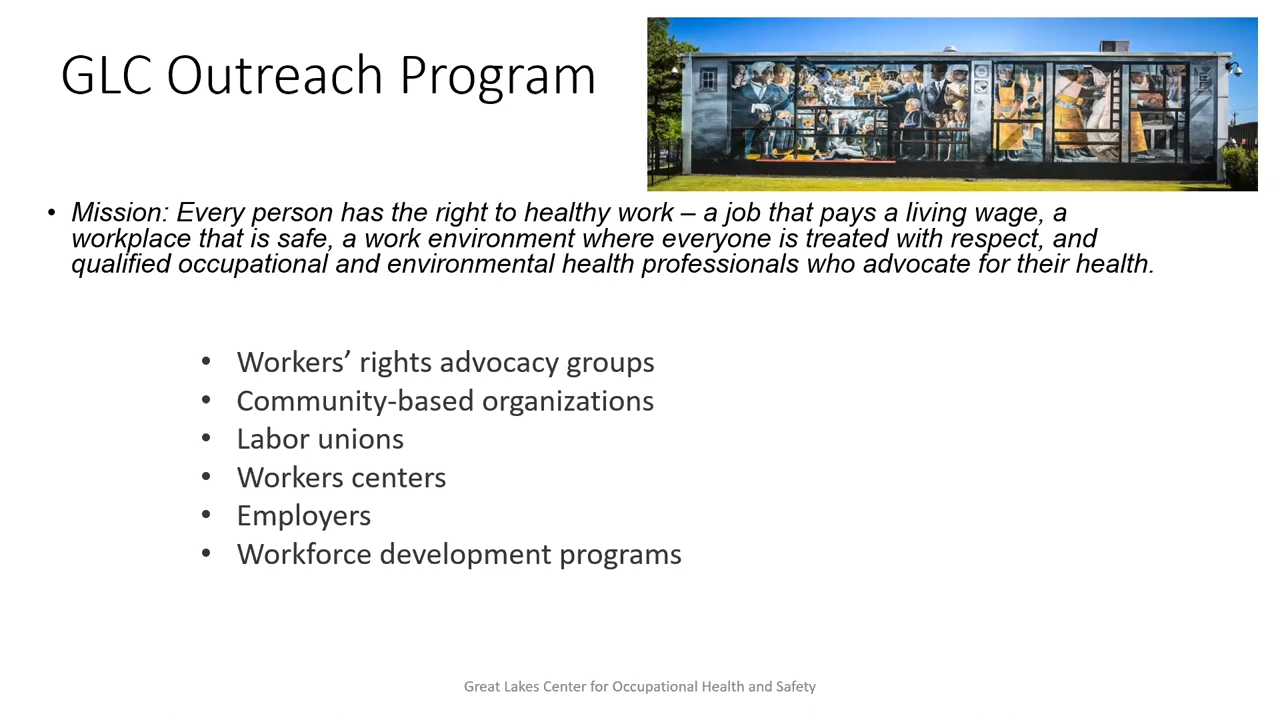 GLC Outreach Program
• Mission: Every person has the right to healthy work – a job that pays a living wage, a
workplace that is safe, a work environment where everyone is treated with respect, and
qualified occupational and environmental health professionals who advocate for their health.
• Workers’ rights advocacy groups
• Community-based organizations
• Labor unions
• Workers centers
• Employers
• Workforce development programs
Great Lakes Center for Occupational Health and Safety